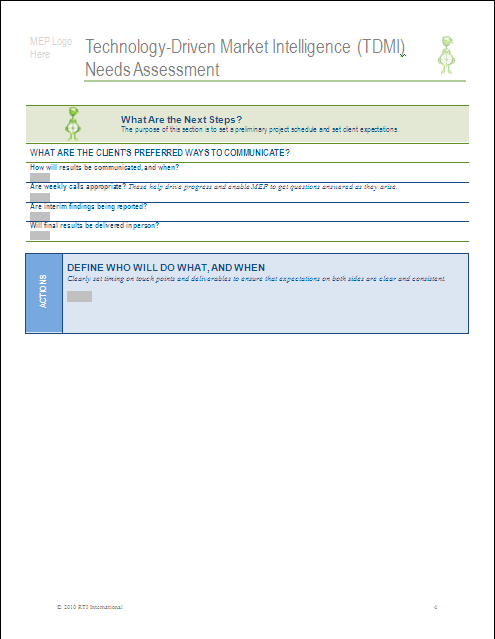 MEP Logo
Here
Technology-Driven Market Intelligence (TDMI)
Needs Assessment
What Are the Next Steps?
The purpose of this section is to set a preliminary project schedule and set client expectations.
WHAT ARE THE CLIENT'S PREFERRED WAYS TO COMMUNICATE?
How will results be communicated, and when?
Are weekly calls appropriate? These help drive progress and enable MEP to get questions answered as they arise.
Are interim findings being reported?
Will final results be delivered in person?
ACTIONS
DEFINE WHO WILL DO WHAT, AND WHEN
Clearly set timing on touch points and deliverables to ensure that expectations on both sides are clear and consistent.
© 2010 RTI International
4